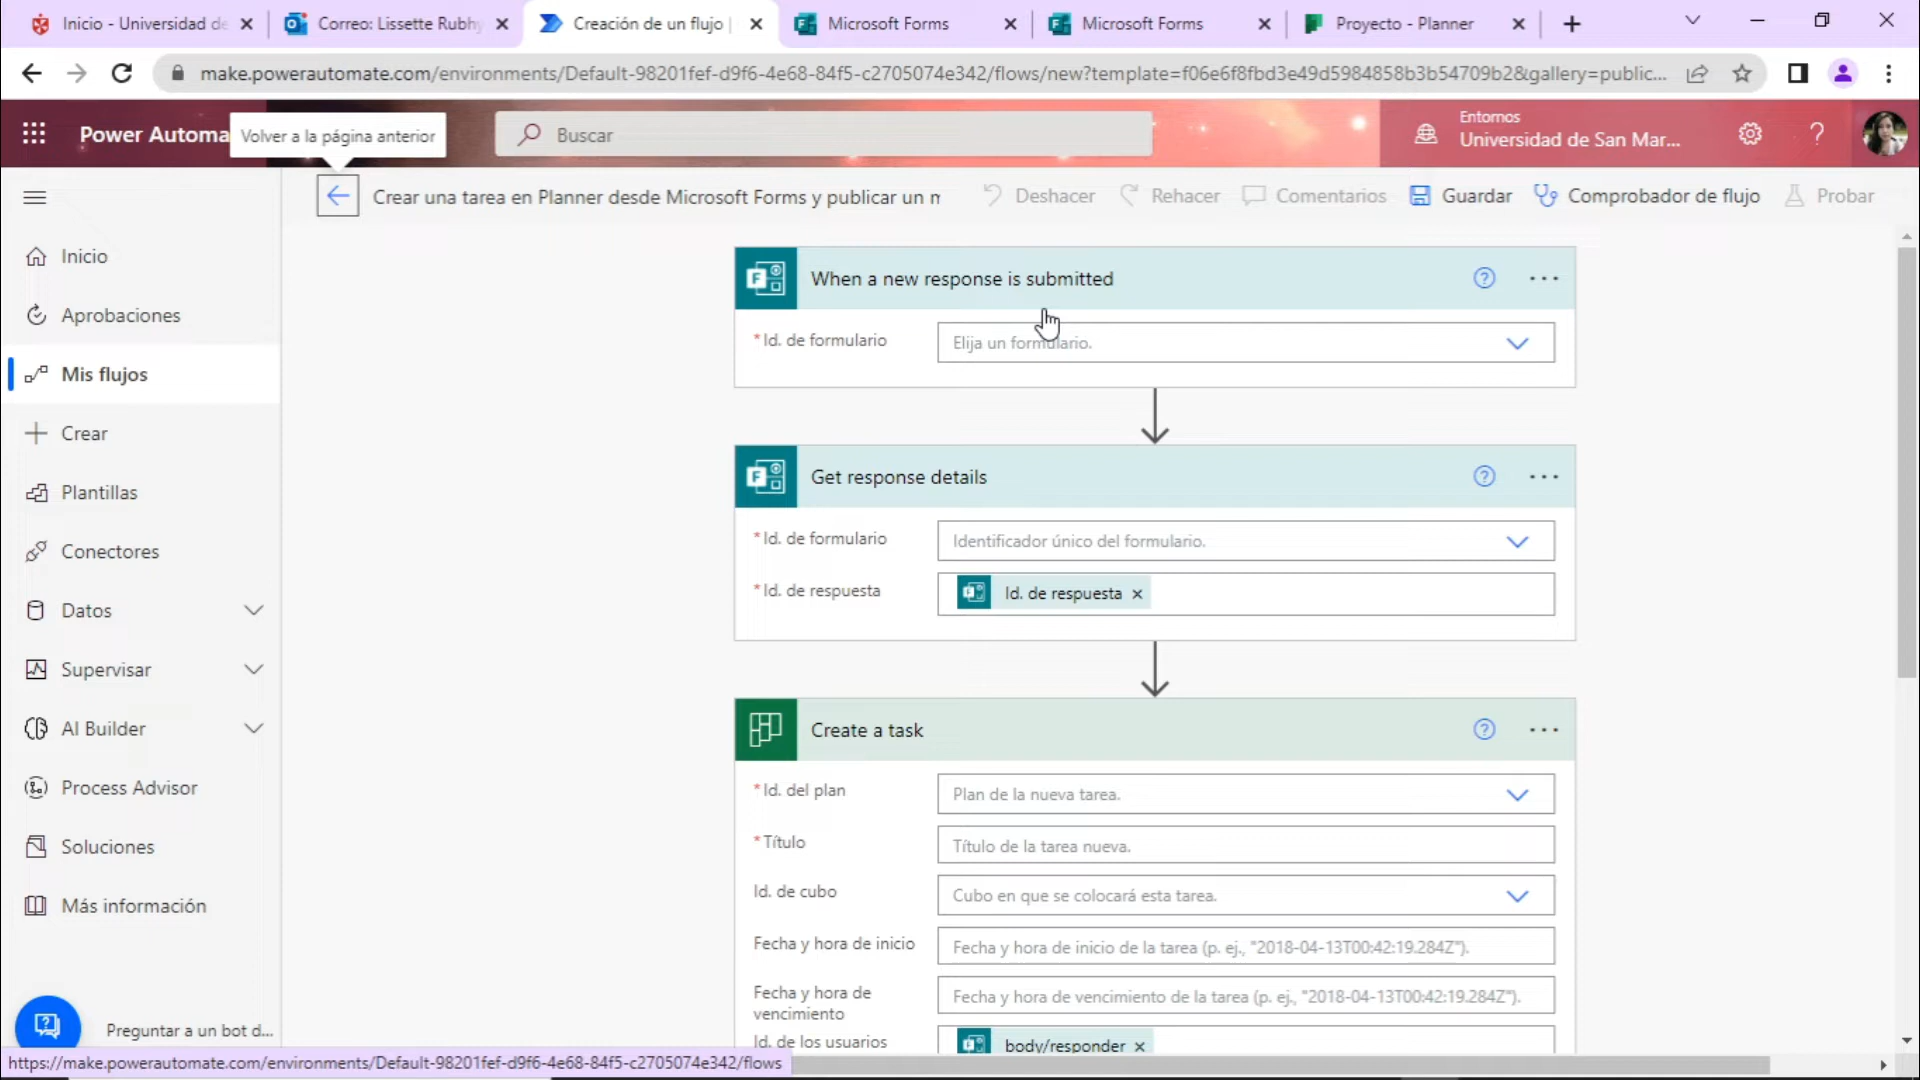 Inicio - Universidad de
Correo: Lissette Rubhy
Creación de un flujo |
Microsoft Forms
Microsoft Forms
Proyecto - Planner
make.powerautomate.com/environments/Default-98201fef-d9f6-4e68-84f5-c2705074e342/flows/new?template=f06e6f8fbd3e49d5984858b3b54709b2&gallery=public...
Power Automa
Volver a la página anterior
Buscar
Entornos
Universidad de San Mar...
Crear una tarea en Planner desde Microsoft Forms y publicar un m
Deshacer
Rehacer
Comentarios
Guardar
Comprobador de flujo
Probar
Inicio
Aprobaciones
Mis flujos
Crear
Plantillas
Conectores
Datos
Supervisar
AI Builder
Process Advisor
Soluciones
Más información
Preguntar a un bot d...
When a new response is submitted
*Id. de formulario
Elija un formulario.
Get response details
*Id. de formulario
Identificador único del formulario.
*Id. de respuesta
Id. de respuesta
Create a task
*Id. del plan
Plan de la nueva tarea.
*Título
Título de la tarea nueva.
Id. de cubo
Cubo en que se colocará esta tarea.
Fecha y hora de inicio
Fecha y hora de inicio de la tarea (p. ej., "2018-04-13T00:42:19.284Z").
Fecha y hora de
vencimiento
Fecha y hora de vencimiento de la tarea (p. ej., "2018-04-13T00:42:19.284Z").
Id. de los usuarios
body/responder
https://make.powerautomate.com/environments/Default-98201fef-d9f6-4e68-84f5-c2705074e342/flows